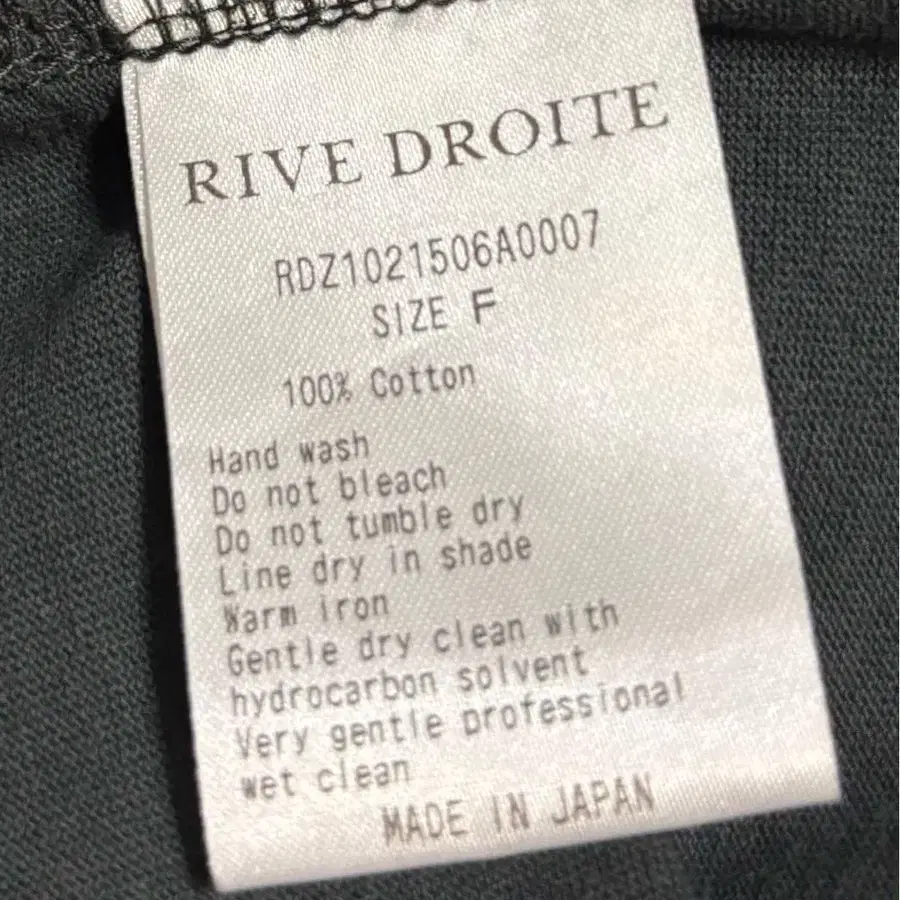 RIVE DROITE
RDZ1021506A0007
SIZE F
100% Cotton
Hand wash
Do not bleach
Do not tumble dry
Line dry in shade
Warm iron
Gentle dry clean with
hydrocarbon solvent
Very gentle professional
wet clean
MADE IN JAPAN